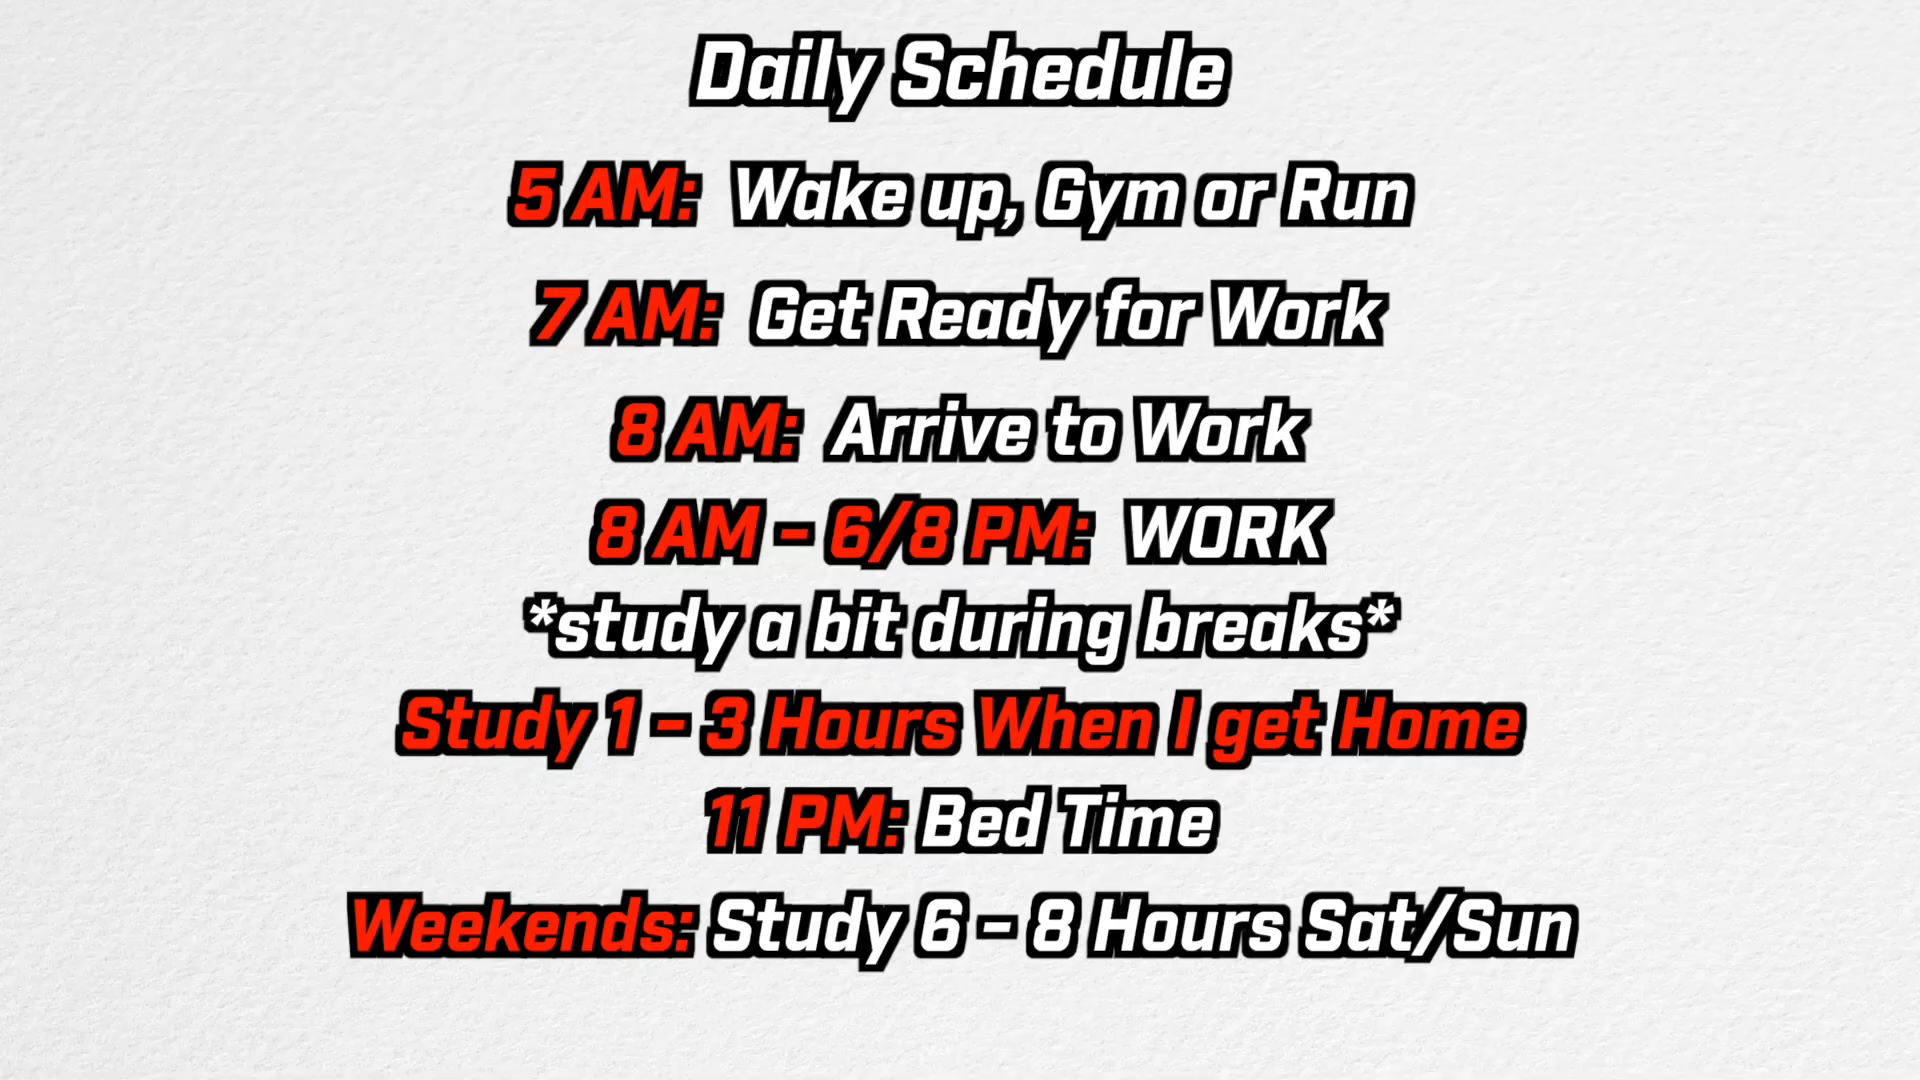 Daily Schedule
5 AM: Wake up, Gym or Run
7 AM: Get Ready for Work
8 AM: Arrive to Work
8 AM - 6/8 PM: WORK
*study a bit during breaks*
Study 1 - 3 Hours When I get Home
11 PM: Bed Time
Weekends: Study 6 - 8 Hours Sat/Sun